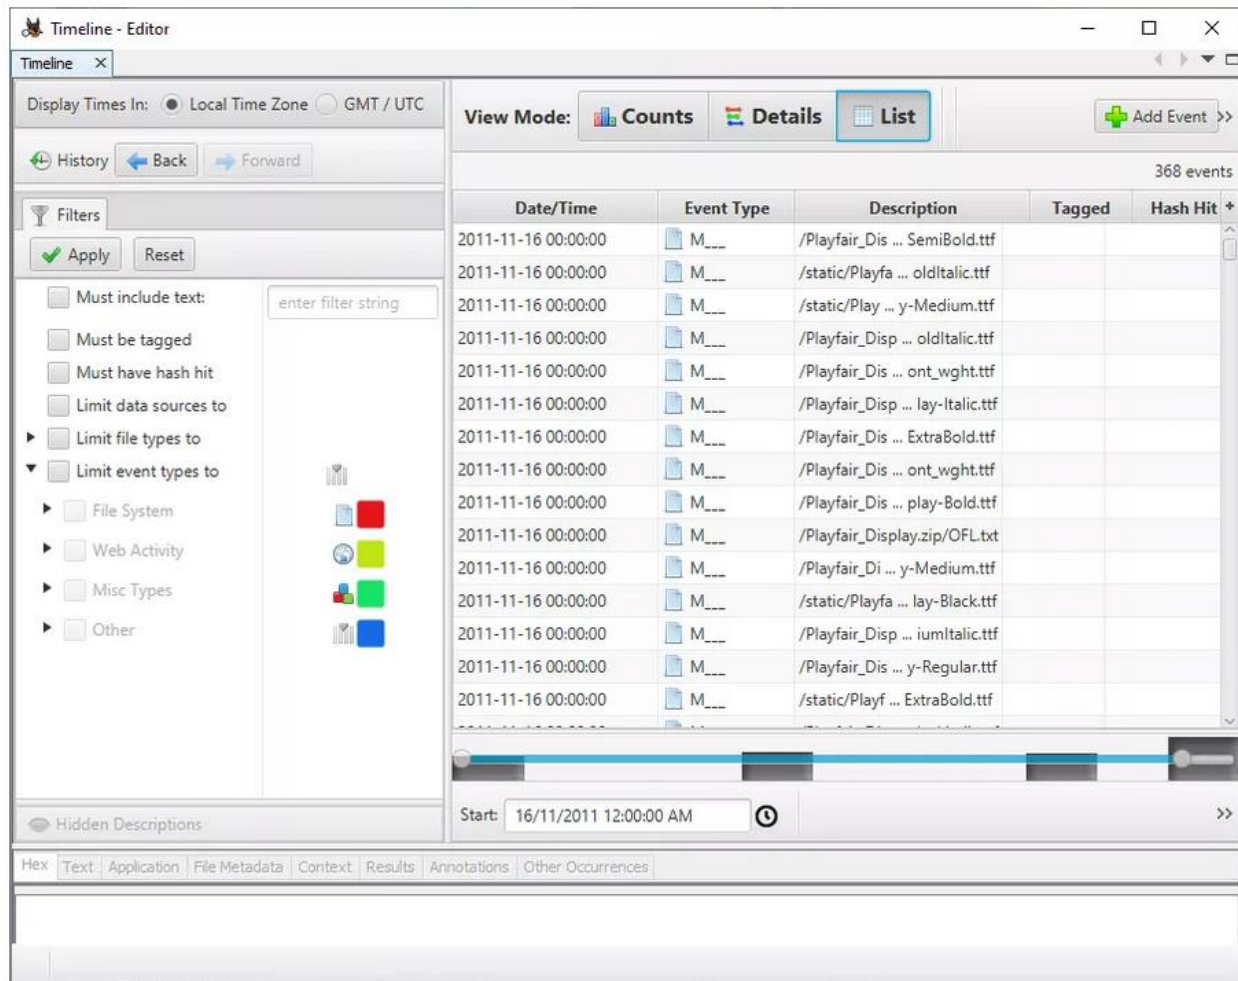 Timeline - Editor
Timeline
Display Times In: Local Time Zone GMT / UTC
History Back Forward
Filters
Apply Reset
Must include text: enter filter string
Must be tagged
Must have hash hit
Limit data sources to
Limit file types to
Limit event types to
File System
Web Activity
Misc Types
Other
Hidden Descriptions
View Mode: Counts Details List Add Event >>
368 events
Date/Time Event Type Description Tagged Hash Hit +
2011-11-16 00:00:00 M___ /Playfair_Dis ... SemiBold.ttf
2011-11-16 00:00:00 M___ /static/Playfa ... oldItalic.ttf
2011-11-16 00:00:00 M___ /static/Play ... y-Medium.ttf
2011-11-16 00:00:00 M___ /Playfair_Disp ... oldItalic.ttf
2011-11-16 00:00:00 M___ /Playfair_Dis ... ont_wght.ttf
2011-11-16 00:00:00 M___ /Playfair_Disp ... lay-Italic.ttf
2011-11-16 00:00:00 M___ /Playfair_Dis ... ExtraBold.ttf
2011-11-16 00:00:00 M___ /Playfair_Dis ... ont_wght.ttf
2011-11-16 00:00:00 M___ /Playfair_Dis ... play-Bold.ttf
2011-11-16 00:00:00 M___ /Playfair_Display.zip/OFL.txt
2011-11-16 00:00:00 M___ /Playfair_Di ... y-Medium.ttf
2011-11-16 00:00:00 M___ /static/Playfa ... lay-Black.ttf
2011-11-16 00:00:00 M___ /Playfair_Disp ... iumItalic.ttf
2011-11-16 00:00:00 M___ /Playfair_Dis ... y-Regular.ttf
2011-11-16 00:00:00 M___ /static/Playf ... ExtraBold.ttf
Start: 16/11/2011 12:00:00 AM >>
Hex Text Application File Metadata Context Results Annotations Other Occurrences